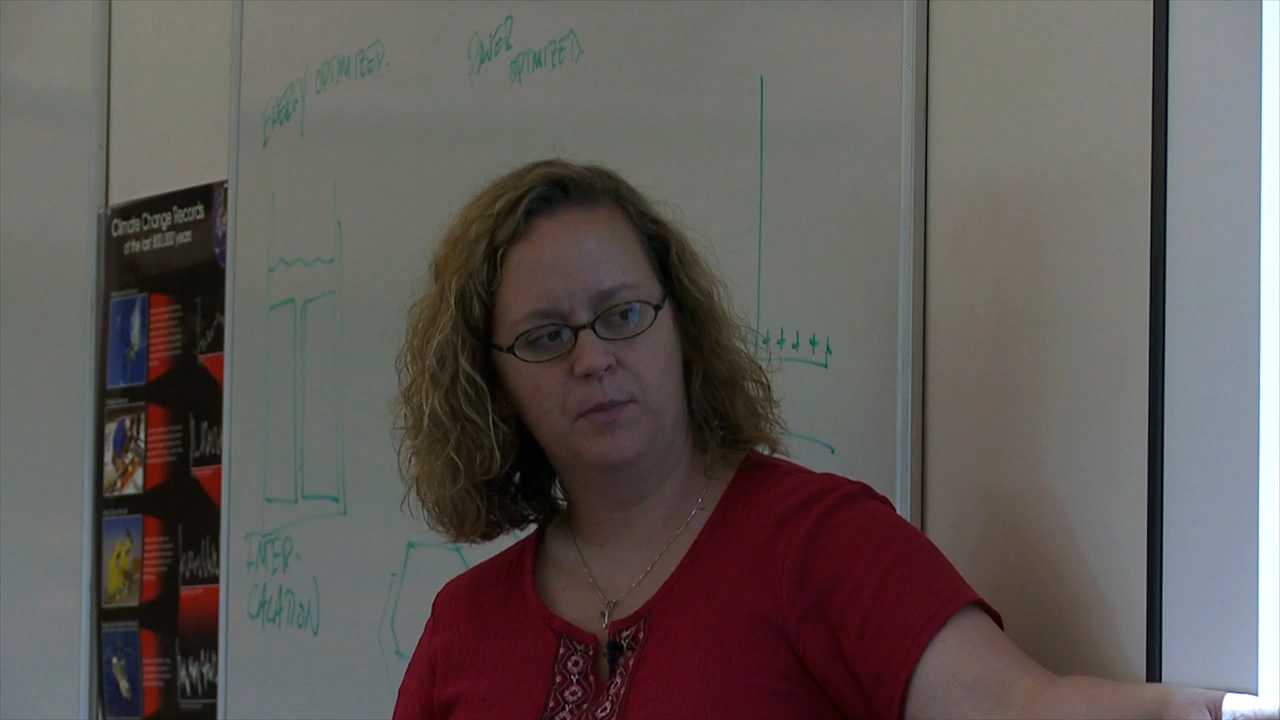 ENERGY OPTIMIZED.
POWER
OPTIMIZED.
Climate Change Records
of the last 800,000 years
INTER-
CALATION